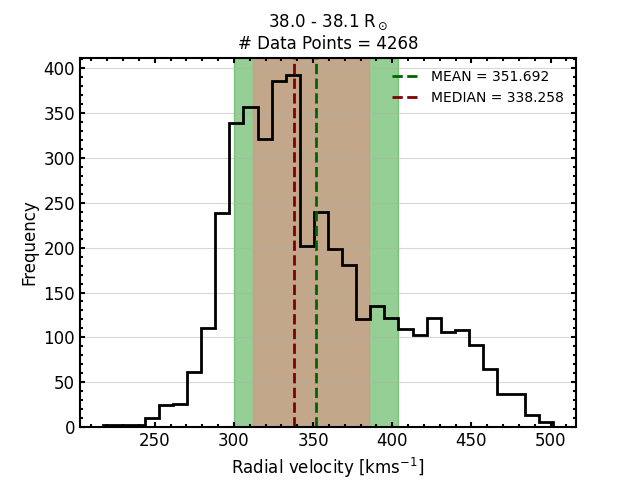 38.0 - 38.1 R⊙
# Data Points = 4268
MEAN = 351.692
MEDIAN = 338.258
400
350
300
250
200
150
100
50
0
Frequency
250 300 350 400 450 500
Radial velocity [kms⁻¹]